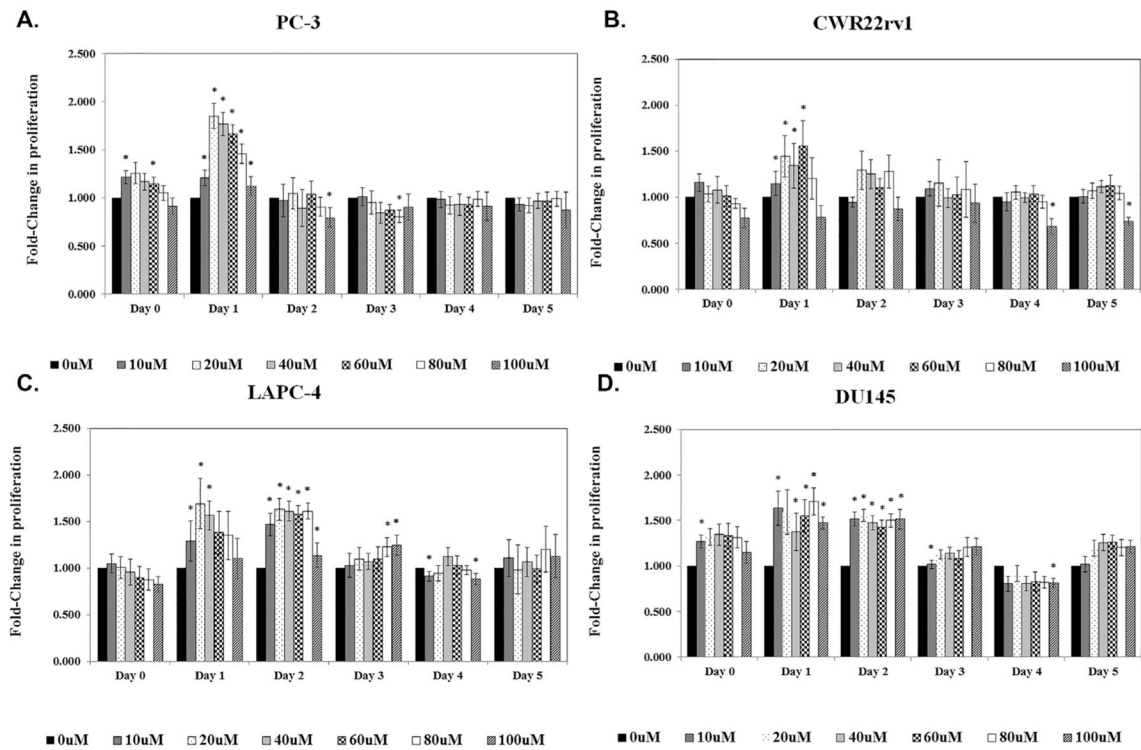 A.
PC-3
Fold-Change in proliferation
2.500
2.000
1.500
1.000
0.500
0.000
* * * * * * * * * *
Day 0 Day 1 Day 2 Day 3 Day 4 Day 5
0uM 10uM 20uM 40uM 60uM 80uM 100uM
B.
CWR22rv1
Fold-Change in proliferation
2.500
2.000
1.500
1.000
0.500
0.000
* * * * * *
Day 0 Day 1 Day 2 Day 3 Day 4 Day 5
0uM 10uM 20uM 40uM 60uM 80uM 100uM
C.
LAPC-4
Fold-Change in proliferation
2.500
2.000
1.500
1.000
0.500
0.000
* * * * * * * * * * * * *
Day 0 Day 1 Day 2 Day 3 Day 4 Day 5
0uM 10uM 20uM 40uM 60uM 80uM 100uM
D.
DU145
Fold-Change in proliferation
2.500
2.000
1.500
1.000
0.500
0.000
* * * * * * * * * * * * * *
Day 0 Day 1 Day 2 Day 3 Day 4 Day 5
0uM 10uM 20uM 40uM 60uM 80uM 100uM